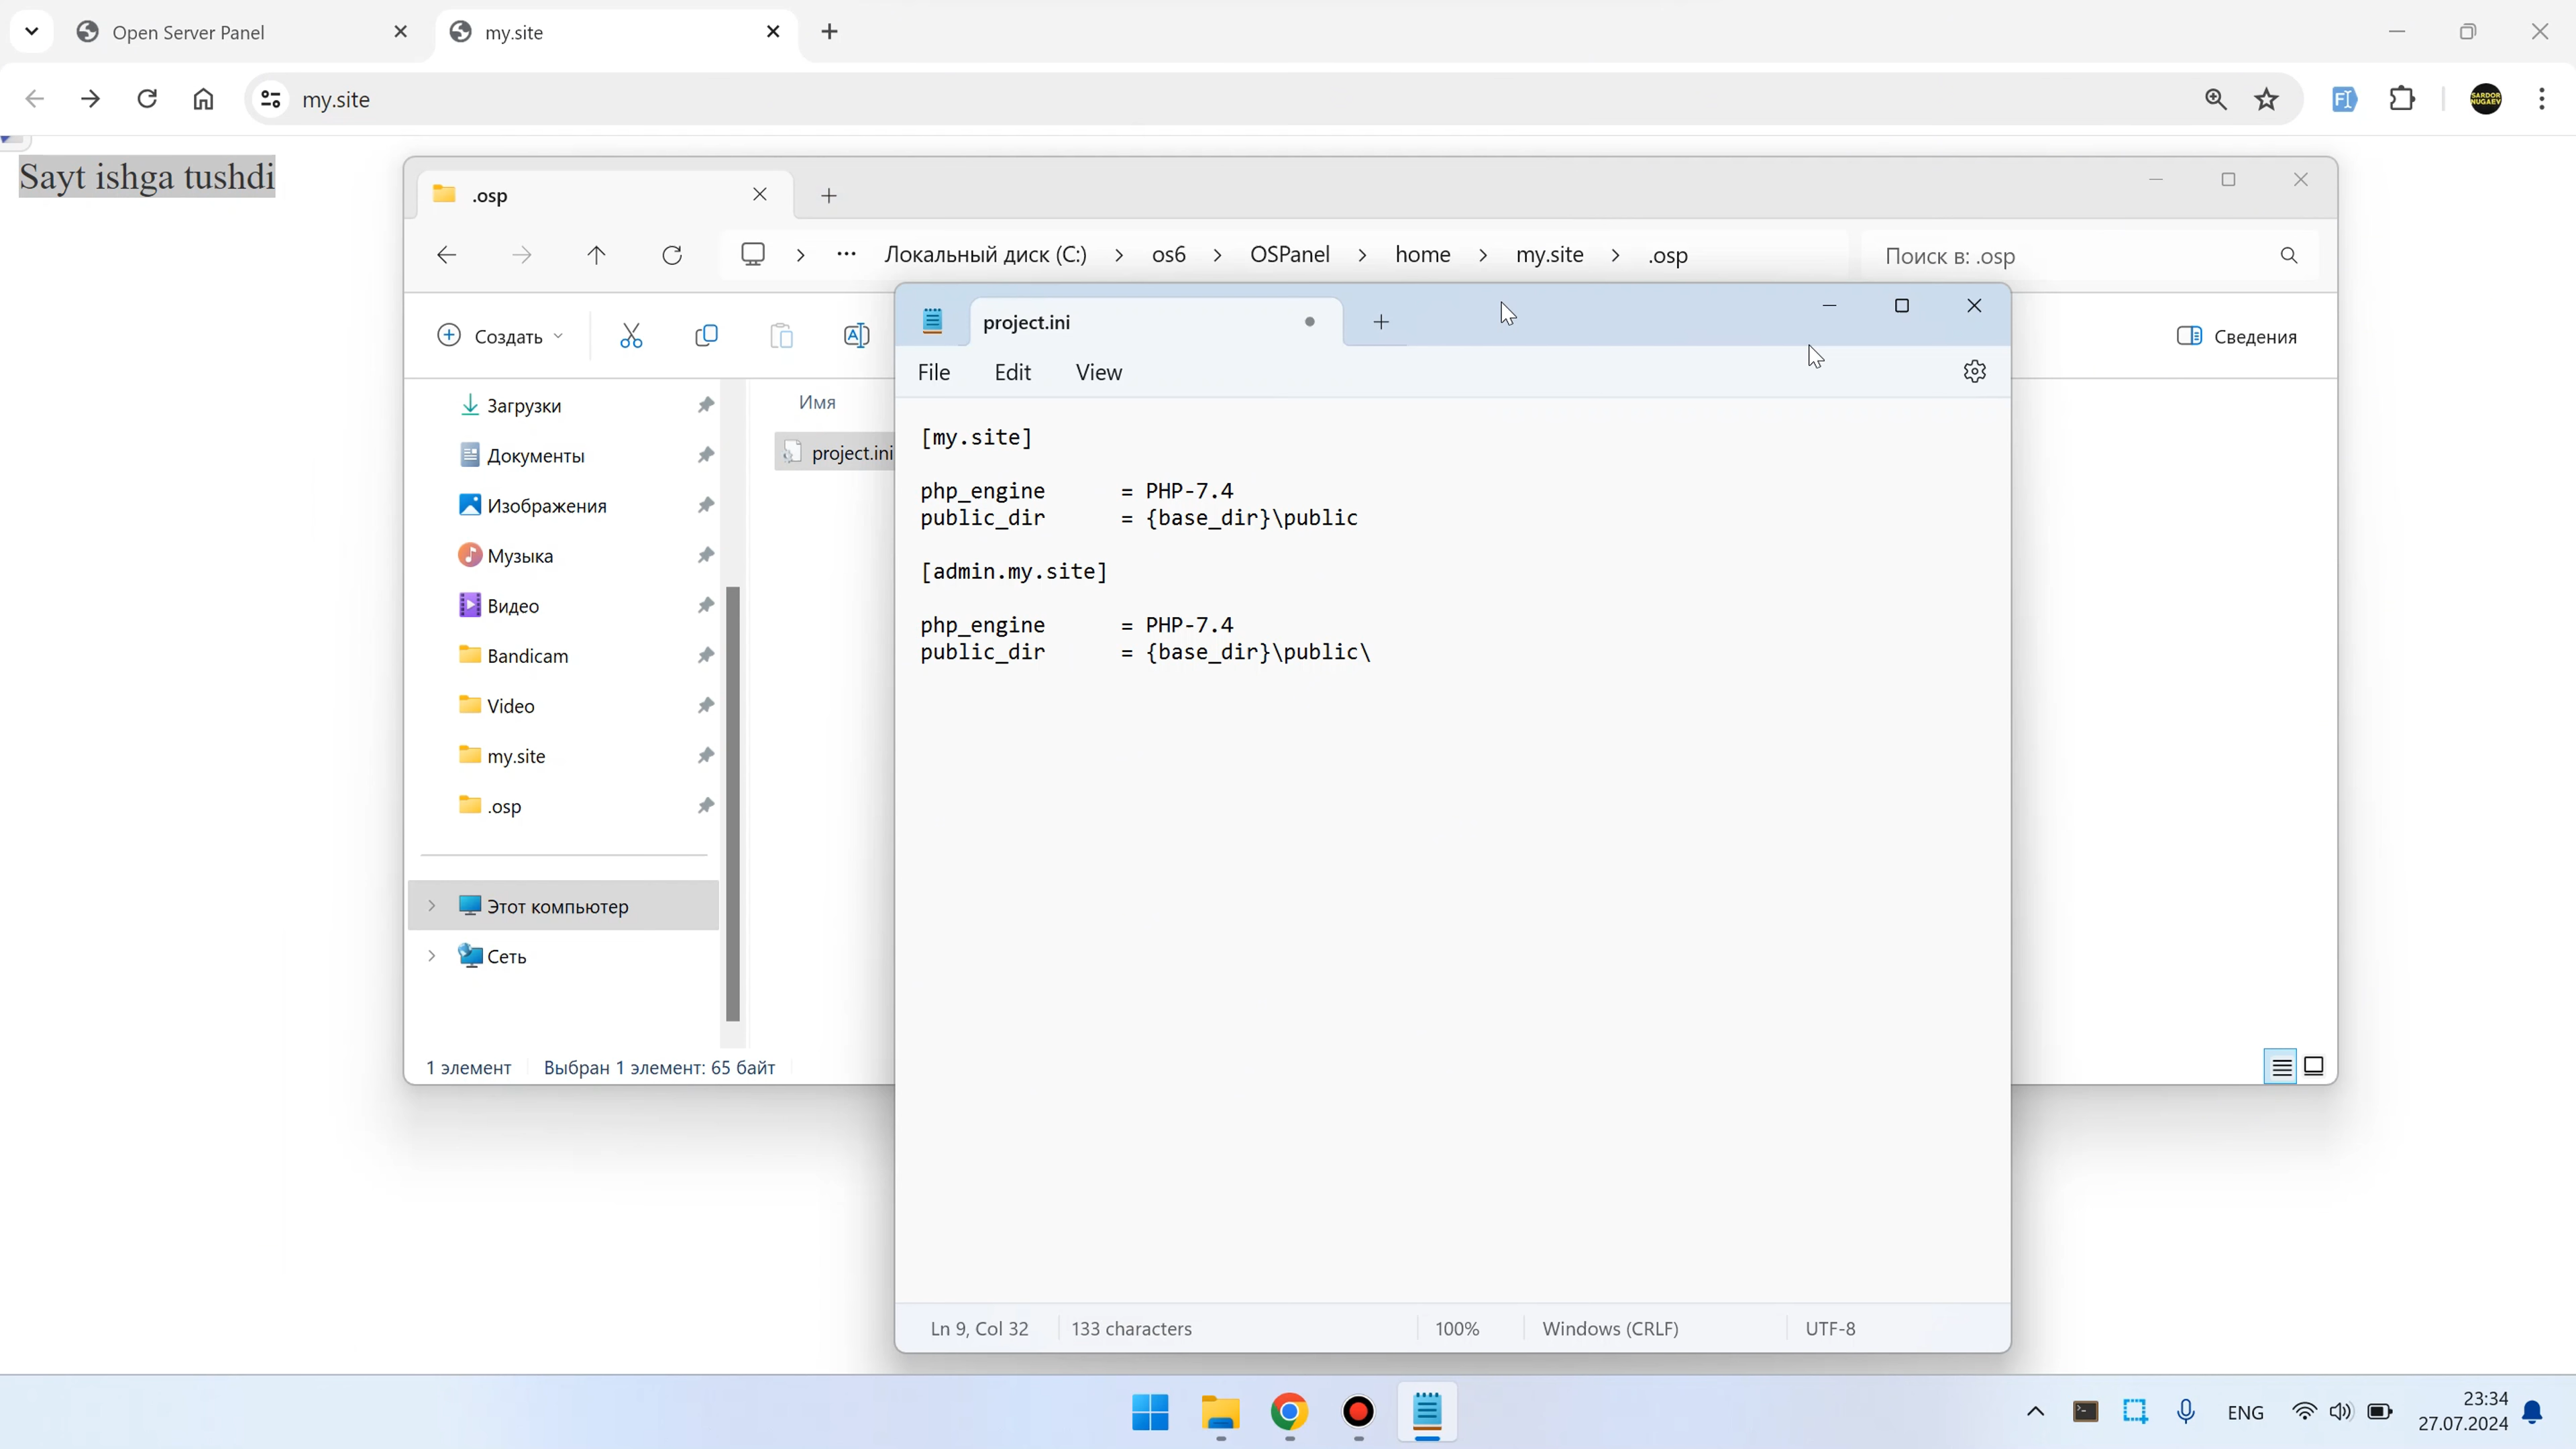 Open Server Panel
my.site
my.site
Sayt ishga tushdi
.osp
Локальный диск (C:) › os6 › OSPanel › home › my.site › .osp
Поиск в: .osp
Создать
Сведения
Загрузки
Документы
Изображения
Музыка
Видео
Bandicam
Video
my.site
.osp
Этот компьютер
Сеть
Имя
project.ini
1 элемент
Выбран 1 элемент: 65 байт
project.ini
File Edit View
[my.site]
php_engine = PHP-7.4
public_dir = {base_dir}\public
[admin.my.site]
php_engine = PHP-7.4
public_dir = {base_dir}\public\
Ln 9, Col 32
133 characters
100%
Windows (CRLF)
UTF-8
ENG
23:34
27.07.2024
SARDOR
NUGAEV